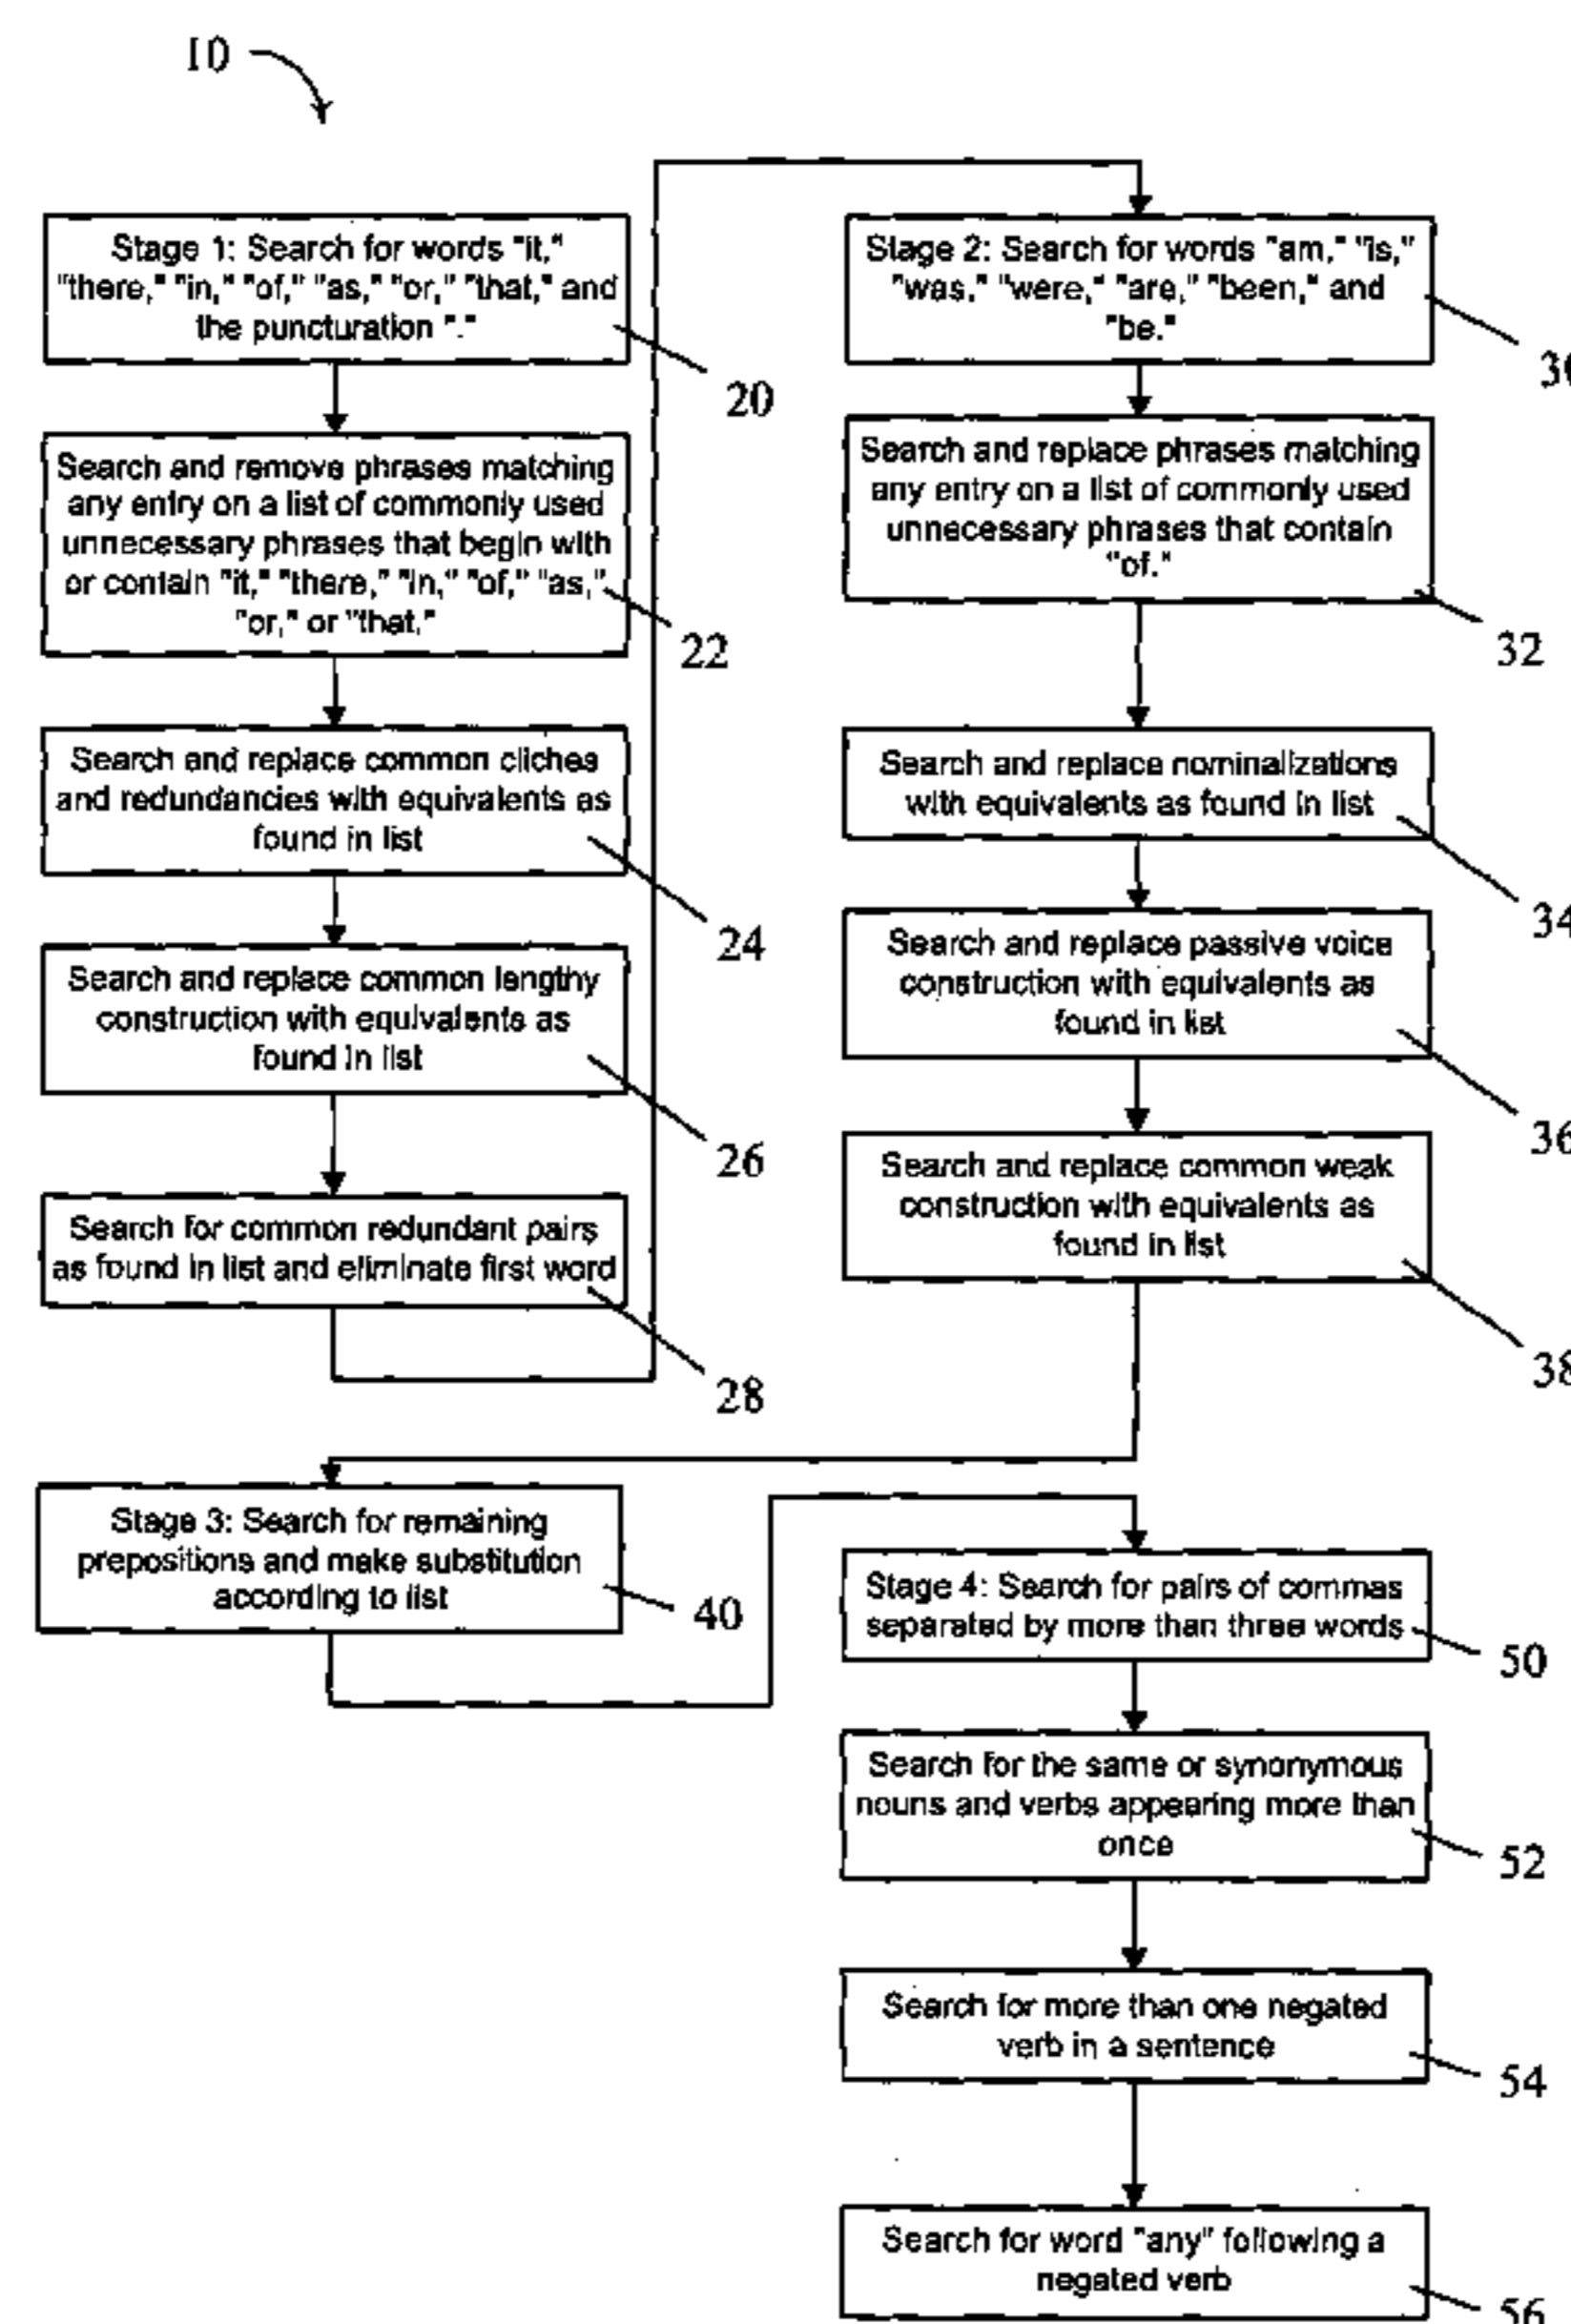 10
Stage 1: Search for words "it,"
"there," "in," "of," "as," "or," "that," and
the puncturation "."
20
Search and remove phrases matching
any entry on a list of commonly used
unnecessary phrases that begin with
or contain "it," "there," "in," "of," "as,"
"or," or "that."
22
Search and replace common cliches
and redundancies with equivalents as
found in list
24
Search and replace common lengthy
construction with equivalents as
found in list
26
Search for common redundant pairs
as found in list and eliminate first word
28
Stage 2: Search for words "am," "is,"
"was," "were," "are," "been," and
"be."
30
Search and replace phrases matching
any entry on a list of commonly used
unnecessary phrases that contain
"of."
32
Search and replace nominalizations
with equivalents as found in list
34
Search and replace passive voice
construction with equivalents as
found in list
36
Search and replace common weak
construction with equivalents as
found in list
38
Stage 3: Search for remaining
prepositions and make substitution
according to list
40
Stage 4: Search for pairs of commas
separated by more than three words
50
Search for the same or synonymous
nouns and verbs appearing more than
once
52
Search for more than one negated
verb in a sentence
54
Search for word "any" following a
negated verb
56